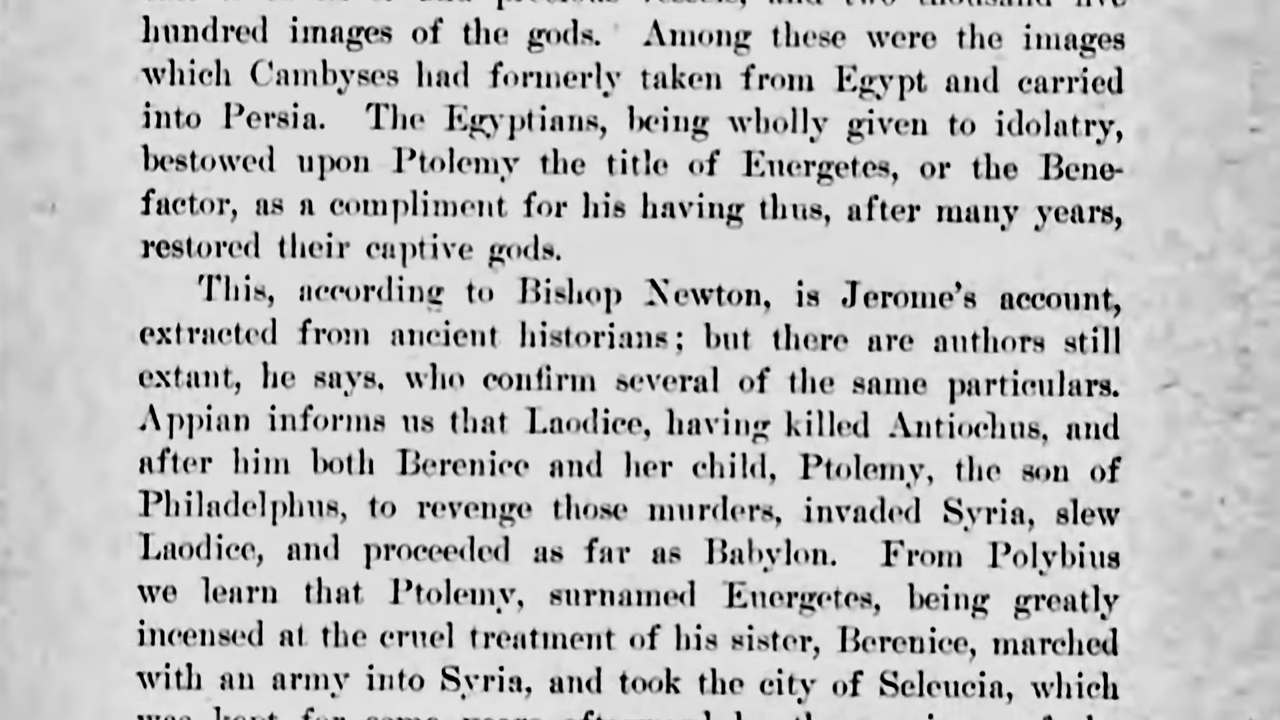 hundred images of the gods. Among these were the images
which Cambyses had formerly taken from Egypt and carried
into Persia. The Egyptians, being wholly given to idolatry,
bestowed upon Ptolemy the title of Euergetes, or the Bene-
factor, as a compliment for his having thus, after many years,
restored their captive gods.
This, according to Bishop Newton, is Jerome's account,
extracted from ancient historians; but there are authors still
extant, he says, who confirm several of the same particulars.
Appian informs us that Laodice, having killed Antiochus, and
after him both Berenice and her child, Ptolemy, the son of
Philadelphus, to revenge those murders, invaded Syria, slew
Laodice, and proceeded as far as Babylon. From Polybius
we learn that Ptolemy, surnamed Euergetes, being greatly
incensed at the cruel treatment of his sister, Berenice, marched
with an army into Syria, and took the city of Seleucia, which